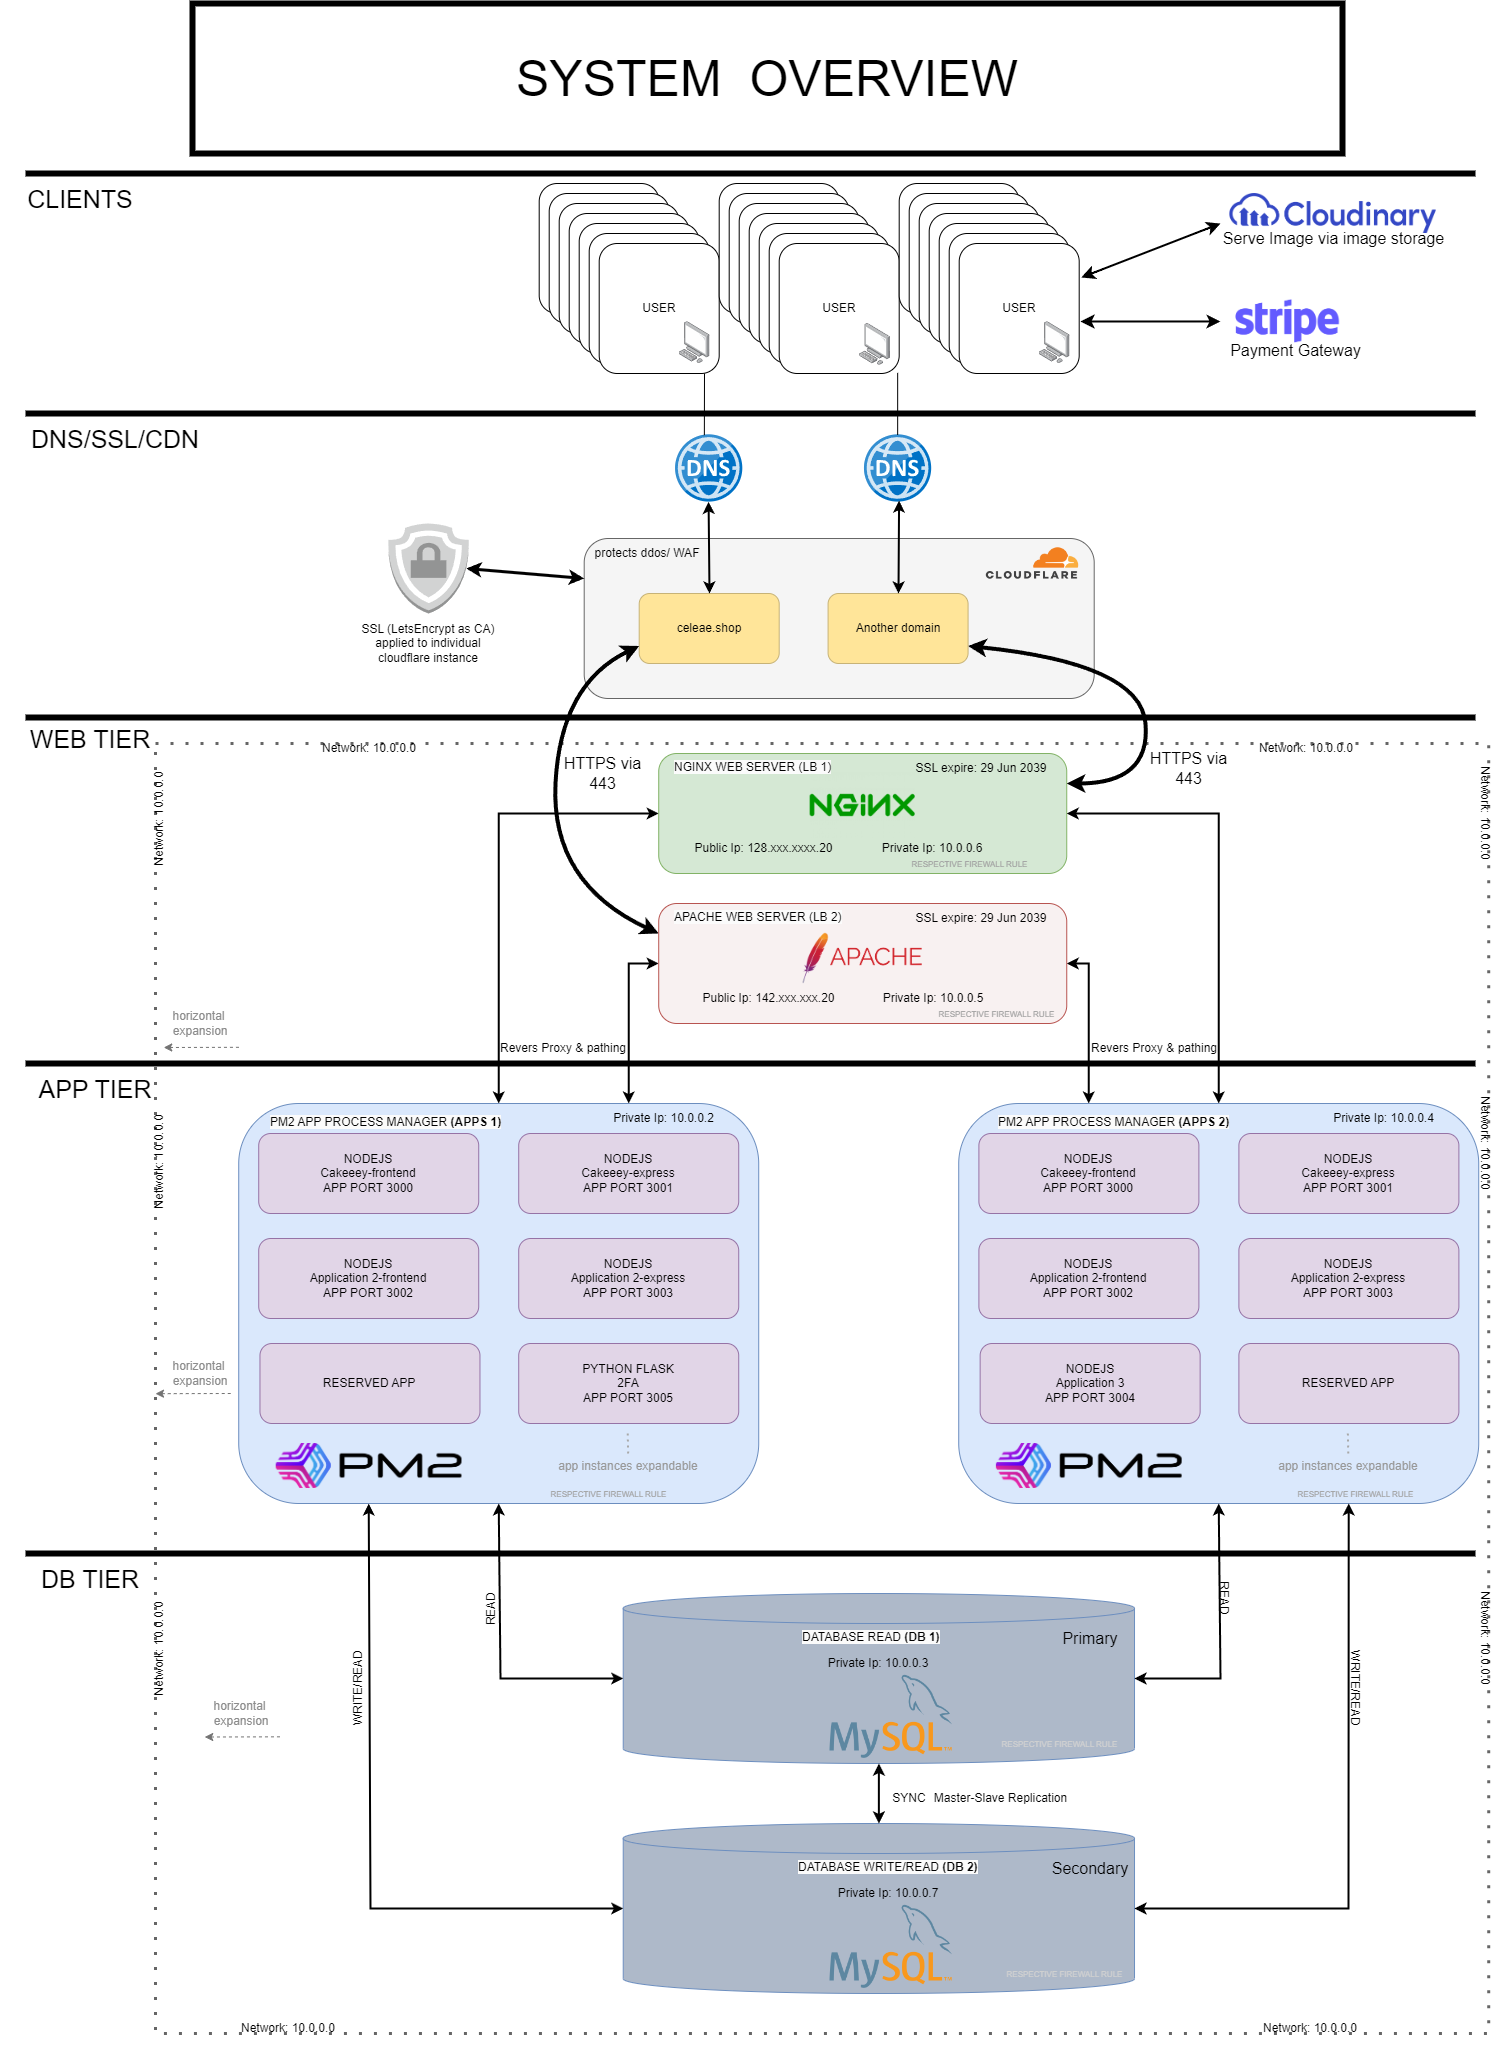 SYSTEM OVERVIEW
CLIENTS
USER
USER
USER
Cloudinary
Serve Image via image storage
stripe
Payment Gateway
DNS/SSL/CDN
DNS
DNS
protects ddos/ WAF
CLOUDFLARE
celeae.shop
Another domain
SSL (LetsEncrypt as CA)
applied to individual
cloudflare instance
WEB TIER
Network: 10.0.0.0
Network: 10.0.0.0
Network: 10.0.0.0
Network: 10.0.0.0
HTTPS via
443
HTTPS via
443
NGINX WEB SERVER (LB 1)
SSL expire: 29 Jun 2039
NGINX
Public Ip: 128.xxx.xxxx.20
Private Ip: 10.0.0.6
RESPECTIVE FIREWALL RULE
APACHE WEB SERVER (LB 2)
SSL expire: 29 Jun 2039
APACHE
Public Ip: 142.xxx.xxx.20
Private Ip: 10.0.0.5
RESPECTIVE FIREWALL RULE
horizontal
expansion
Revers Proxy & pathing
Revers Proxy & pathing
APP TIER
Network: 10.0.0.0
Network: 10.0.0.0
PM2 APP PROCESS MANAGER (APPS 1)
Private Ip: 10.0.0.2
NODEJS
Cakeeey-frontend
APP PORT 3000
NODEJS
Cakeeey-express
APP PORT 3001
NODEJS
Application 2-frontend
APP PORT 3002
NODEJS
Application 2-express
APP PORT 3003
RESERVED APP
PYTHON FLASK
2FA
APP PORT 3005
PM2
app instances expandable
RESPECTIVE FIREWALL RULE
horizontal
expansion
PM2 APP PROCESS MANAGER (APPS 2)
Private Ip: 10.0.0.4
NODEJS
Cakeeey-frontend
APP PORT 3000
NODEJS
Cakeeey-express
APP PORT 3001
NODEJS
Application 2-frontend
APP PORT 3002
NODEJS
Application 2-express
APP PORT 3003
NODEJS
Application 3
APP PORT 3004
RESERVED APP
PM2
app instances expandable
RESPECTIVE FIREWALL RULE
DB TIER
Network: 10.0.0.0
Network: 10.0.0.0
READ
READ
WRITE/READ
WRITE/READ
horizontal
expansion
DATABASE READ (DB 1)
Primary
Private Ip: 10.0.0.3
MySQL™
RESPECTIVE FIREWALL RULE
SYNC Master-Slave Replication
DATABASE WRITE/READ (DB 2)
Secondary
Private Ip: 10.0.0.7
MySQL™
RESPECTIVE FIREWALL RULE
Network: 10.0.0.0
Network: 10.0.0.0